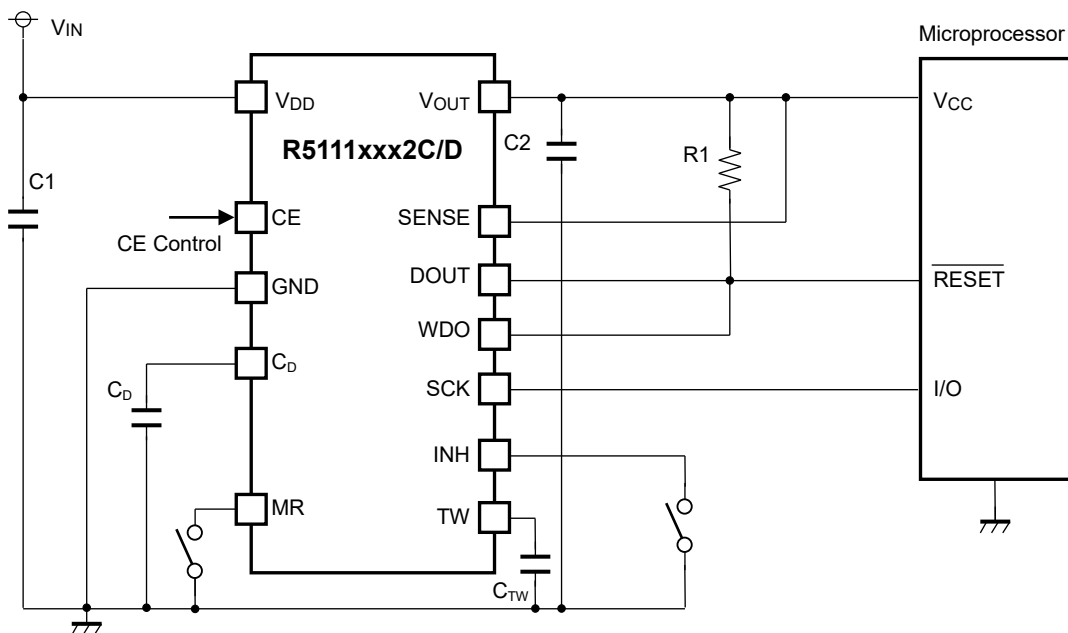 VIN
Microprocessor
VDD
VOUT
VCC
R5111xxx2C/D
C2
R1
C1
CE
SENSE
CE Control
GND
DOUT
RESET
WDO
CD
CD
SCK
I/O
INH
MR
TW
CTW